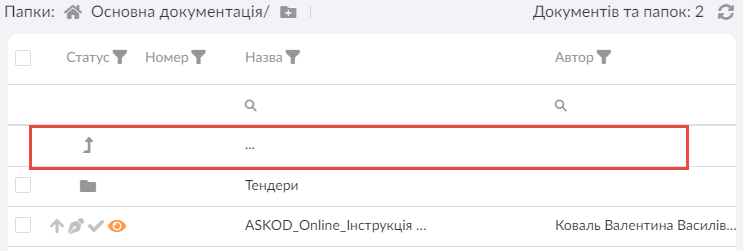 Папки: Основна документація/ Документів та папок: 2
Статус Номер Назва Автор
...
Тендери
ASKOD_Online_Інструкція ... Коваль Валентина Василів...